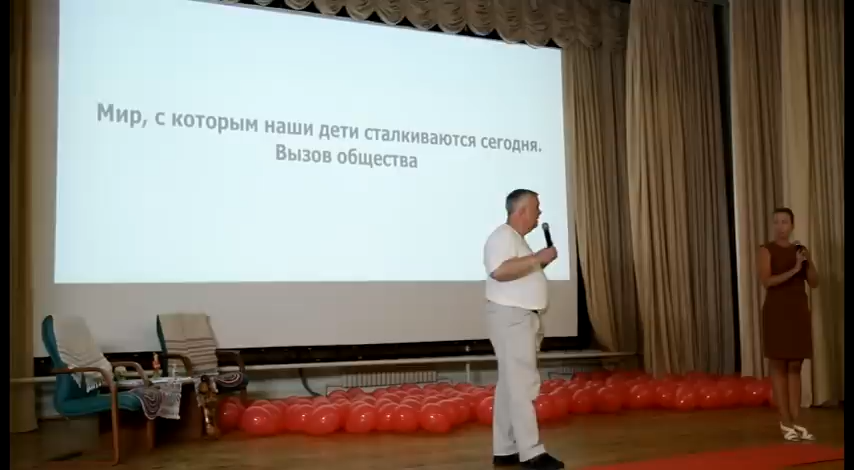 Мир, с которым наши дети сталкиваются сегодня.
Вызов общества